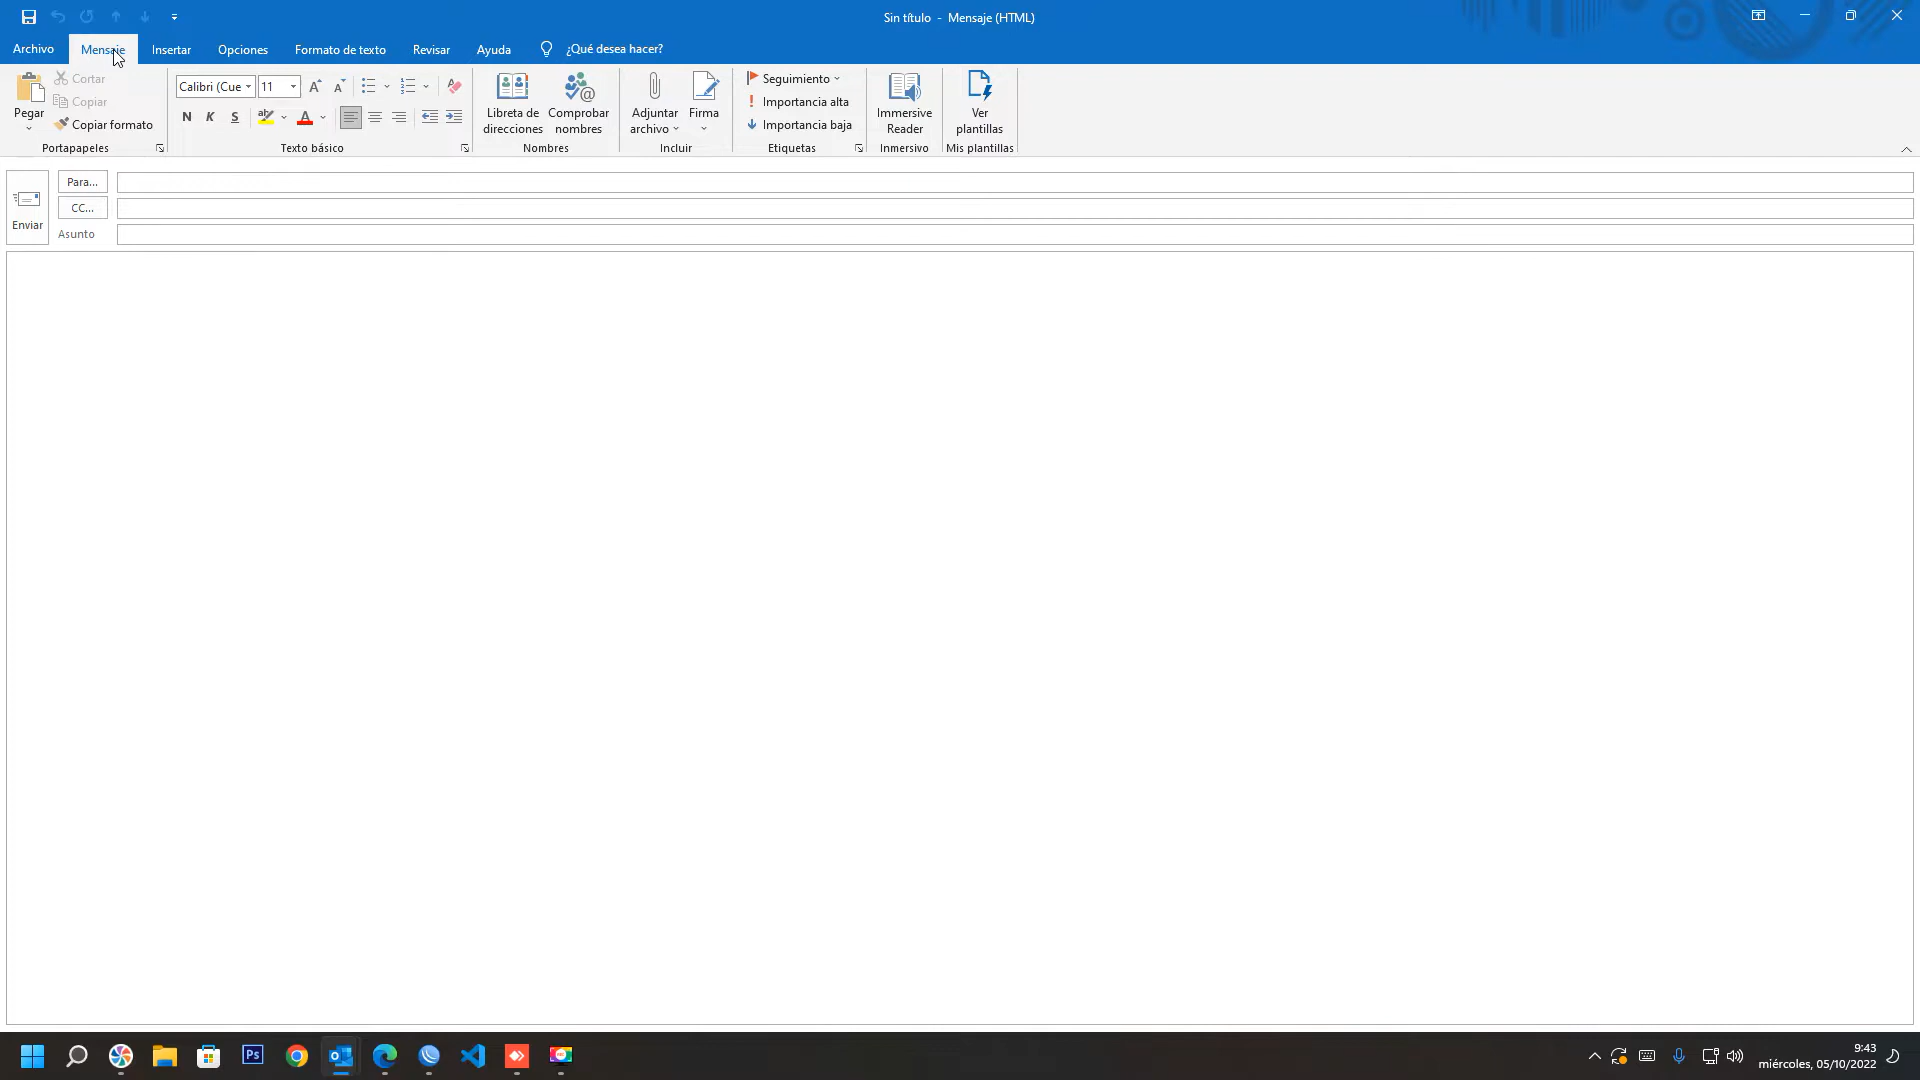 Sin título - Mensaje (HTML)
Archivo Mensaje Insertar Opciones Formato de texto Revisar Ayuda ¿Qué desea hacer?
Pegar
Cortar
Copiar
Copiar formato
Portapapeles
Calibri (Cue 11
N K S ab A
Texto básico
Libreta de
direcciones
Comprobar
nombres
Nombres
Adjuntar
archivo
Firma
Incluir
Seguimiento
Importancia alta
Importancia baja
Etiquetas
Immersive
Reader
Inmersivo
Ver
plantillas
Mis plantillas
Enviar
Para...
CC...
Asunto
Ps
9:43
miércoles, 05/10/2022